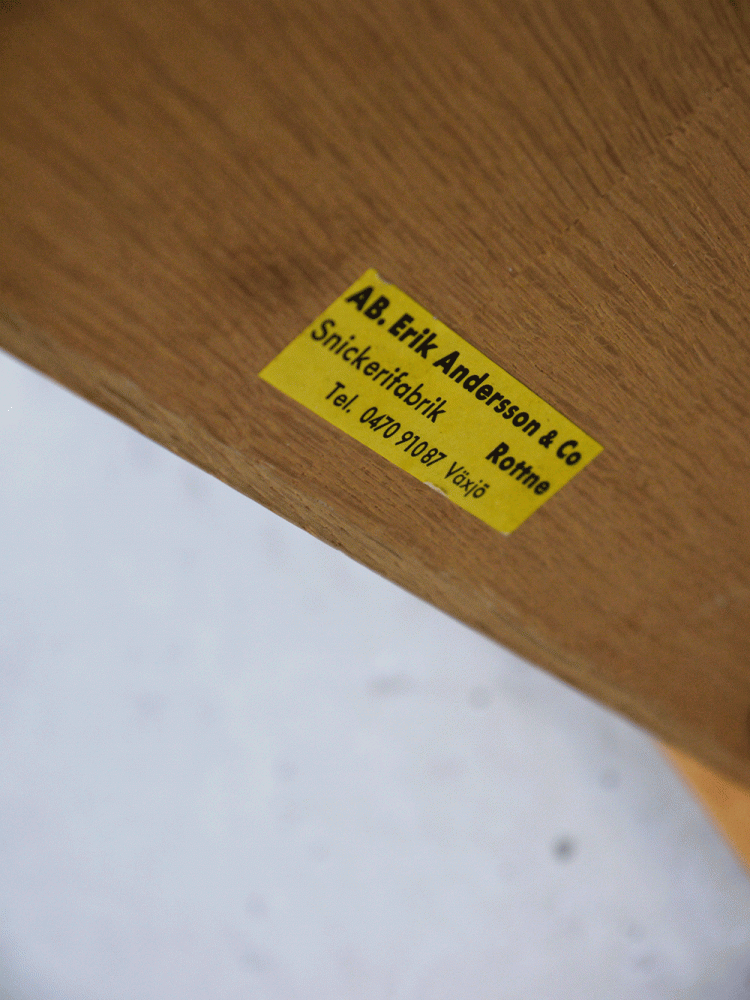 AB. Erik Andersson & Co
Snickerifabrik Rottne
Tel. 0470 91087 Växjö